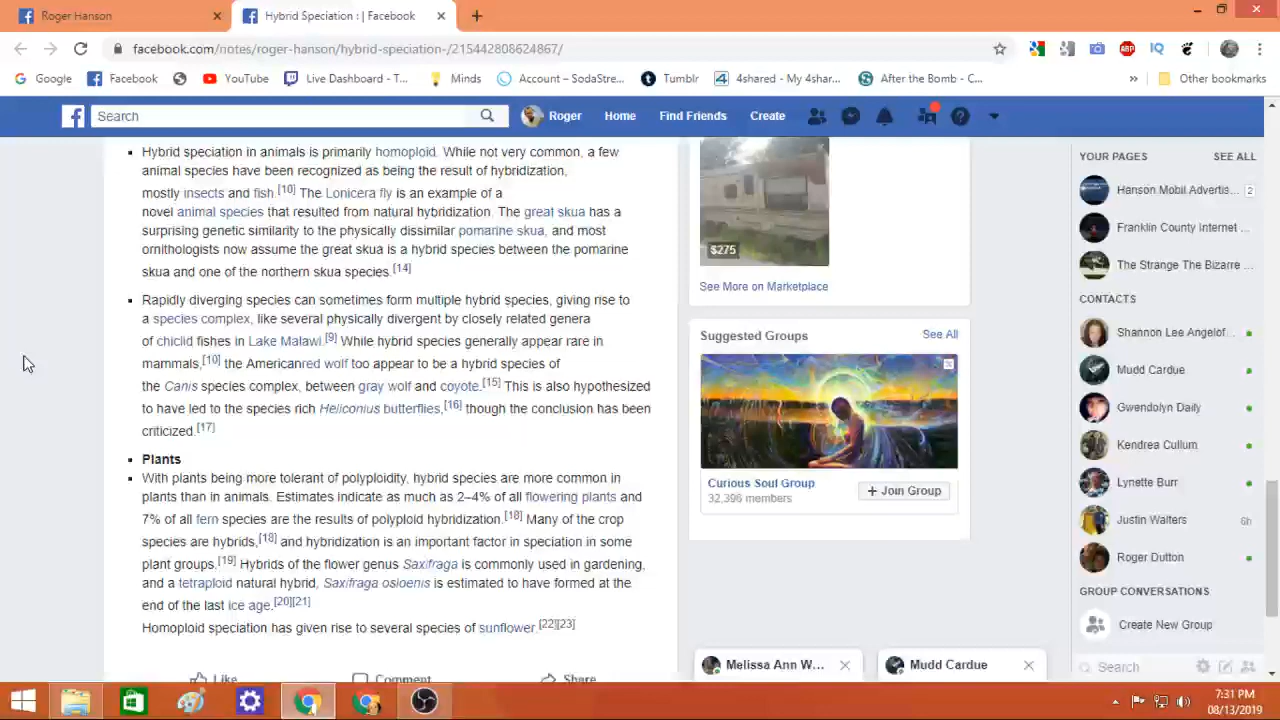 Roger Hanson
Hybrid Speciation : | Facebook
facebook.com/notes/roger-hanson/hybrid-speciation-/215442808624867/
ABP
IQ
Google
Facebook
YouTube
Live Dashboard - T...
Minds
Account – SodaStre...
Tumblr
4shared - My 4shar...
After the Bomb - C...
»
Other bookmarks
Search
Roger
Home
Find Friends
Create
Hybrid speciation in animals is primarily homoploid. While not very common, a few
animal species have been recognized as being the result of hybridization,
mostly insects and fish.[10] The Lonicera fly is an example of a
novel animal species that resulted from natural hybridization. The great skua has a
surprising genetic similarity to the physically dissimilar pomarine skua, and most
ornithologists now assume the great skua is a hybrid species between the pomarine
skua and one of the northern skua species.[14]
Rapidly diverging species can sometimes form multiple hybrid species, giving rise to
a species complex, like several physically divergent by closely related genera
of chiclid fishes in Lake Malawi.[9] While hybrid species generally appear rare in
mammals,[10] the Americanred wolf too appear to be a hybrid species of
the Canis species complex, between gray wolf and coyote.[15] This is also hypothesized
to have led to the species rich Heliconius butterflies,[16] though the conclusion has been
criticized.[17]
Plants
With plants being more tolerant of polyploidity, hybrid species are more common in
plants than in animals. Estimates indicate as much as 2–4% of all flowering plants and
7% of all fern species are the results of polyploid hybridization.[18] Many of the crop
species are hybrids,[18] and hybridization is an important factor in speciation in some
plant groups.[19] Hybrids of the flower genus Saxifraga is commonly used in gardening,
and a tetraploid natural hybrid, Saxifraga osloenis is estimated to have formed at the
end of the last ice age.[20][21]
Homoploid speciation has given rise to several species of sunflower.[22][23]
Like
Comment
Share
$275
See More on Marketplace
Suggested Groups
See All
Curious Soul Group
32,396 members
+ Join Group
YOUR PAGES
SEE ALL
Hanson Mobil Advertis...
2
Franklin County Internet ...
The Strange The Bizarre ...
CONTACTS
Shannon Lee Angelof...
Mudd Cardue
Gwendolyn Daily
Kendrea Cullum
Lynette Burr
Justin Walters
6h
Roger Dutton
GROUP CONVERSATIONS
Create New Group
Search
Melissa Ann W...
Mudd Cardue
7:31 PM
08/13/2019